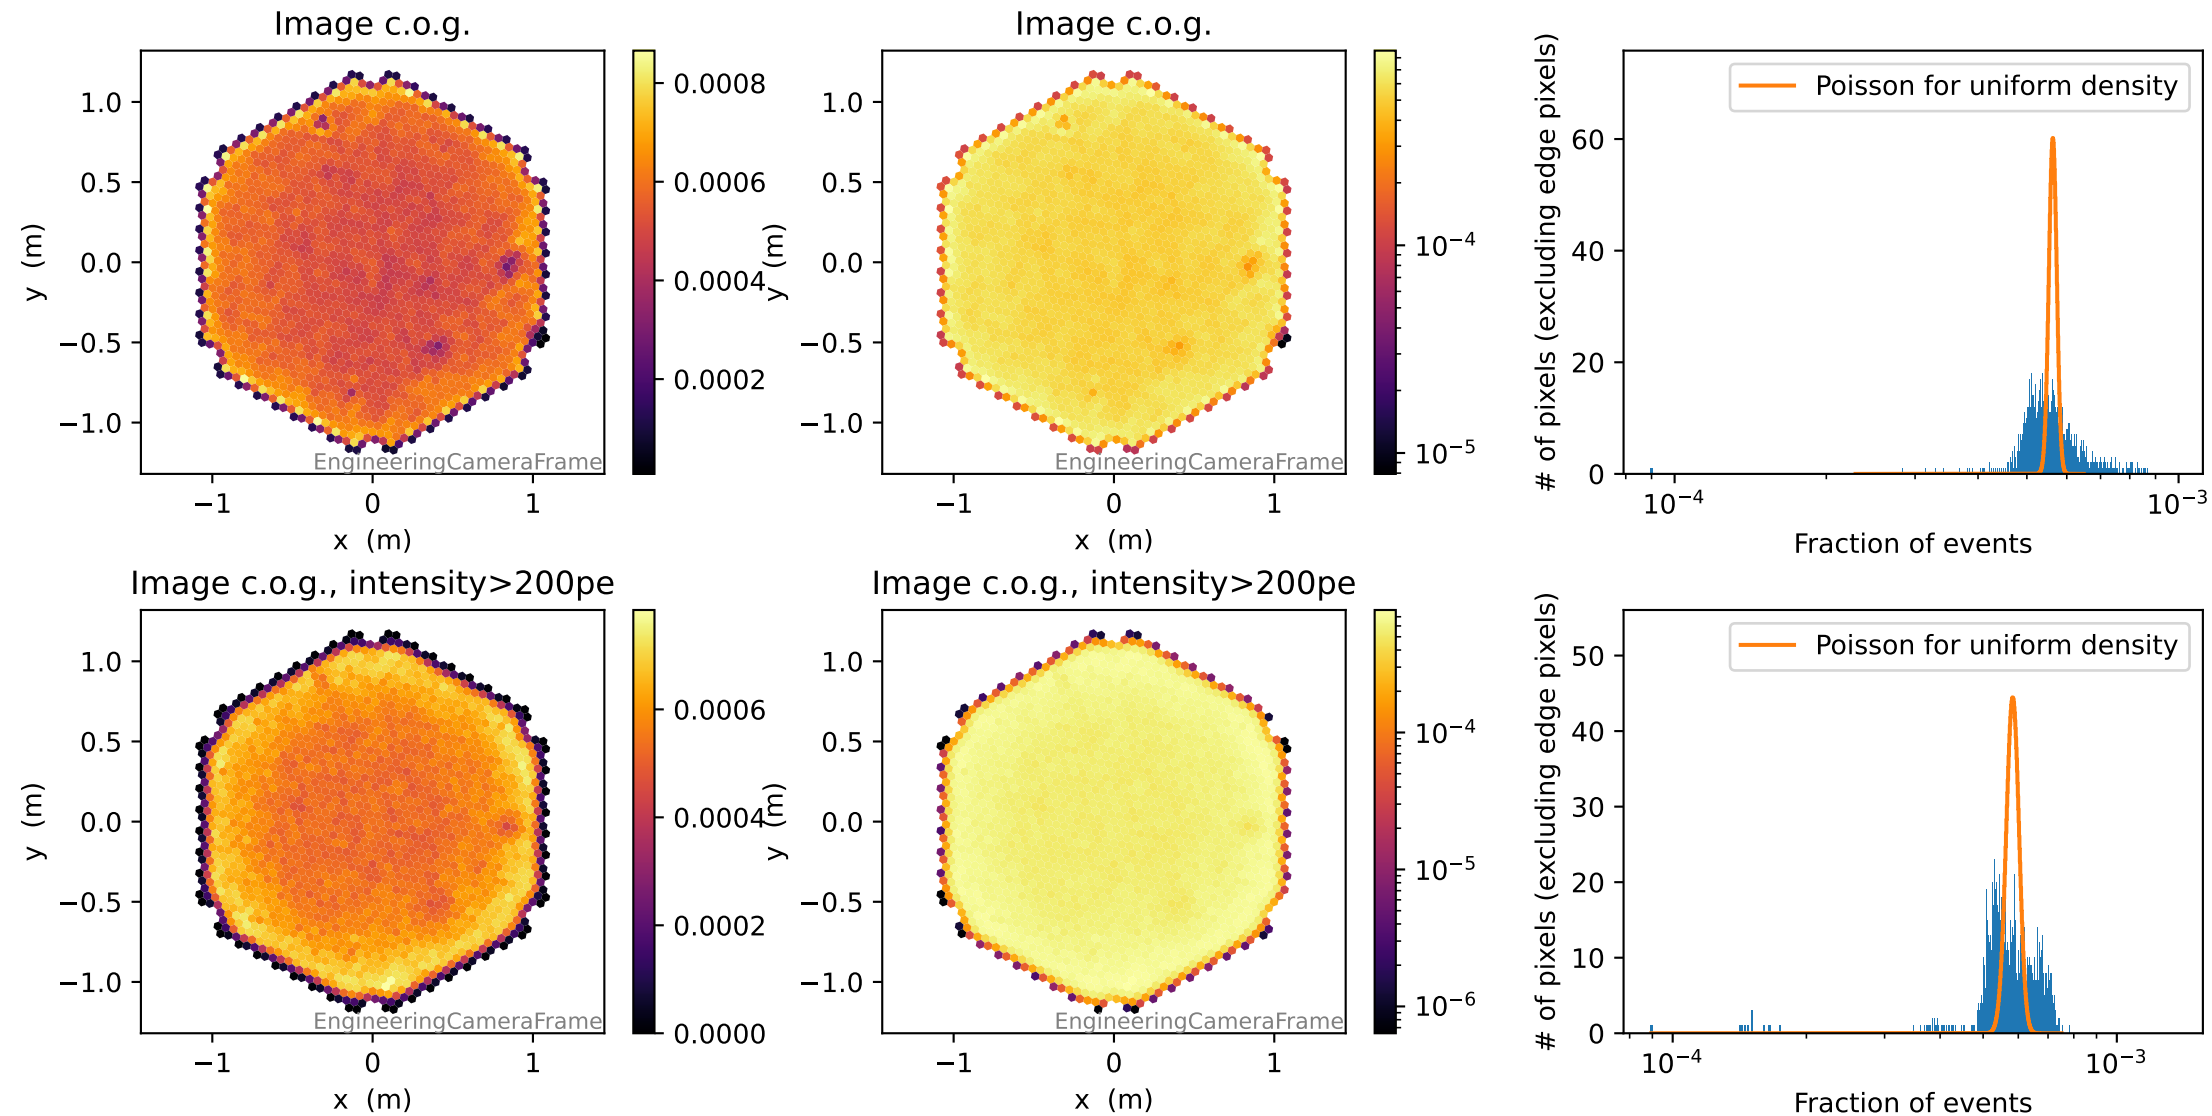 Image c.o.g.
1.0
0.5
0.0
−0.5
−1.0
y (m)
−1
0
1
x (m)
EngineeringCameraFrame
0.0008
0.0006
0.0004
0.0002
Image c.o.g.
1.0
0.5
0.0
−0.5
−1.0
y (m)
−1
0
1
x (m)
EngineeringCameraFrame
10⁻⁴
10⁻⁵
Poisson for uniform density
60
40
20
0
# of pixels (excluding edge pixels)
10⁻⁴
10⁻³
Fraction of events
Image c.o.g., intensity>200pe
1.0
0.5
0.0
−0.5
−1.0
y (m)
−1
0
1
x (m)
EngineeringCameraFrame
0.0006
0.0004
0.0002
0.0000
Image c.o.g., intensity>200pe
1.0
0.5
0.0
−0.5
−1.0
y (m)
−1
0
1
x (m)
EngineeringCameraFrame
10⁻⁴
10⁻⁵
10⁻⁶
Poisson for uniform density
50
40
30
20
10
0
# of pixels (excluding edge pixels)
10⁻⁴
10⁻³
Fraction of events